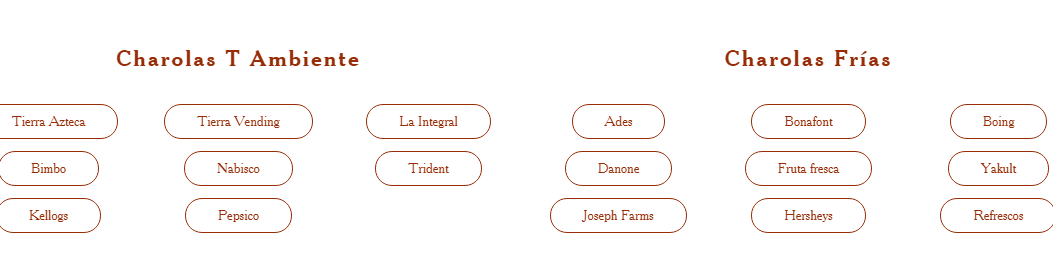 Charolas T Ambiente
Tierra Azteca
Tierra Vending
La Integral
Bimbo
Nabisco
Trident
Kellogs
Pepsico
Charolas Frías
Ades
Bonafont
Boing
Danone
Fruta fresca
Yakult
Joseph Farms
Hersheys
Refrescos